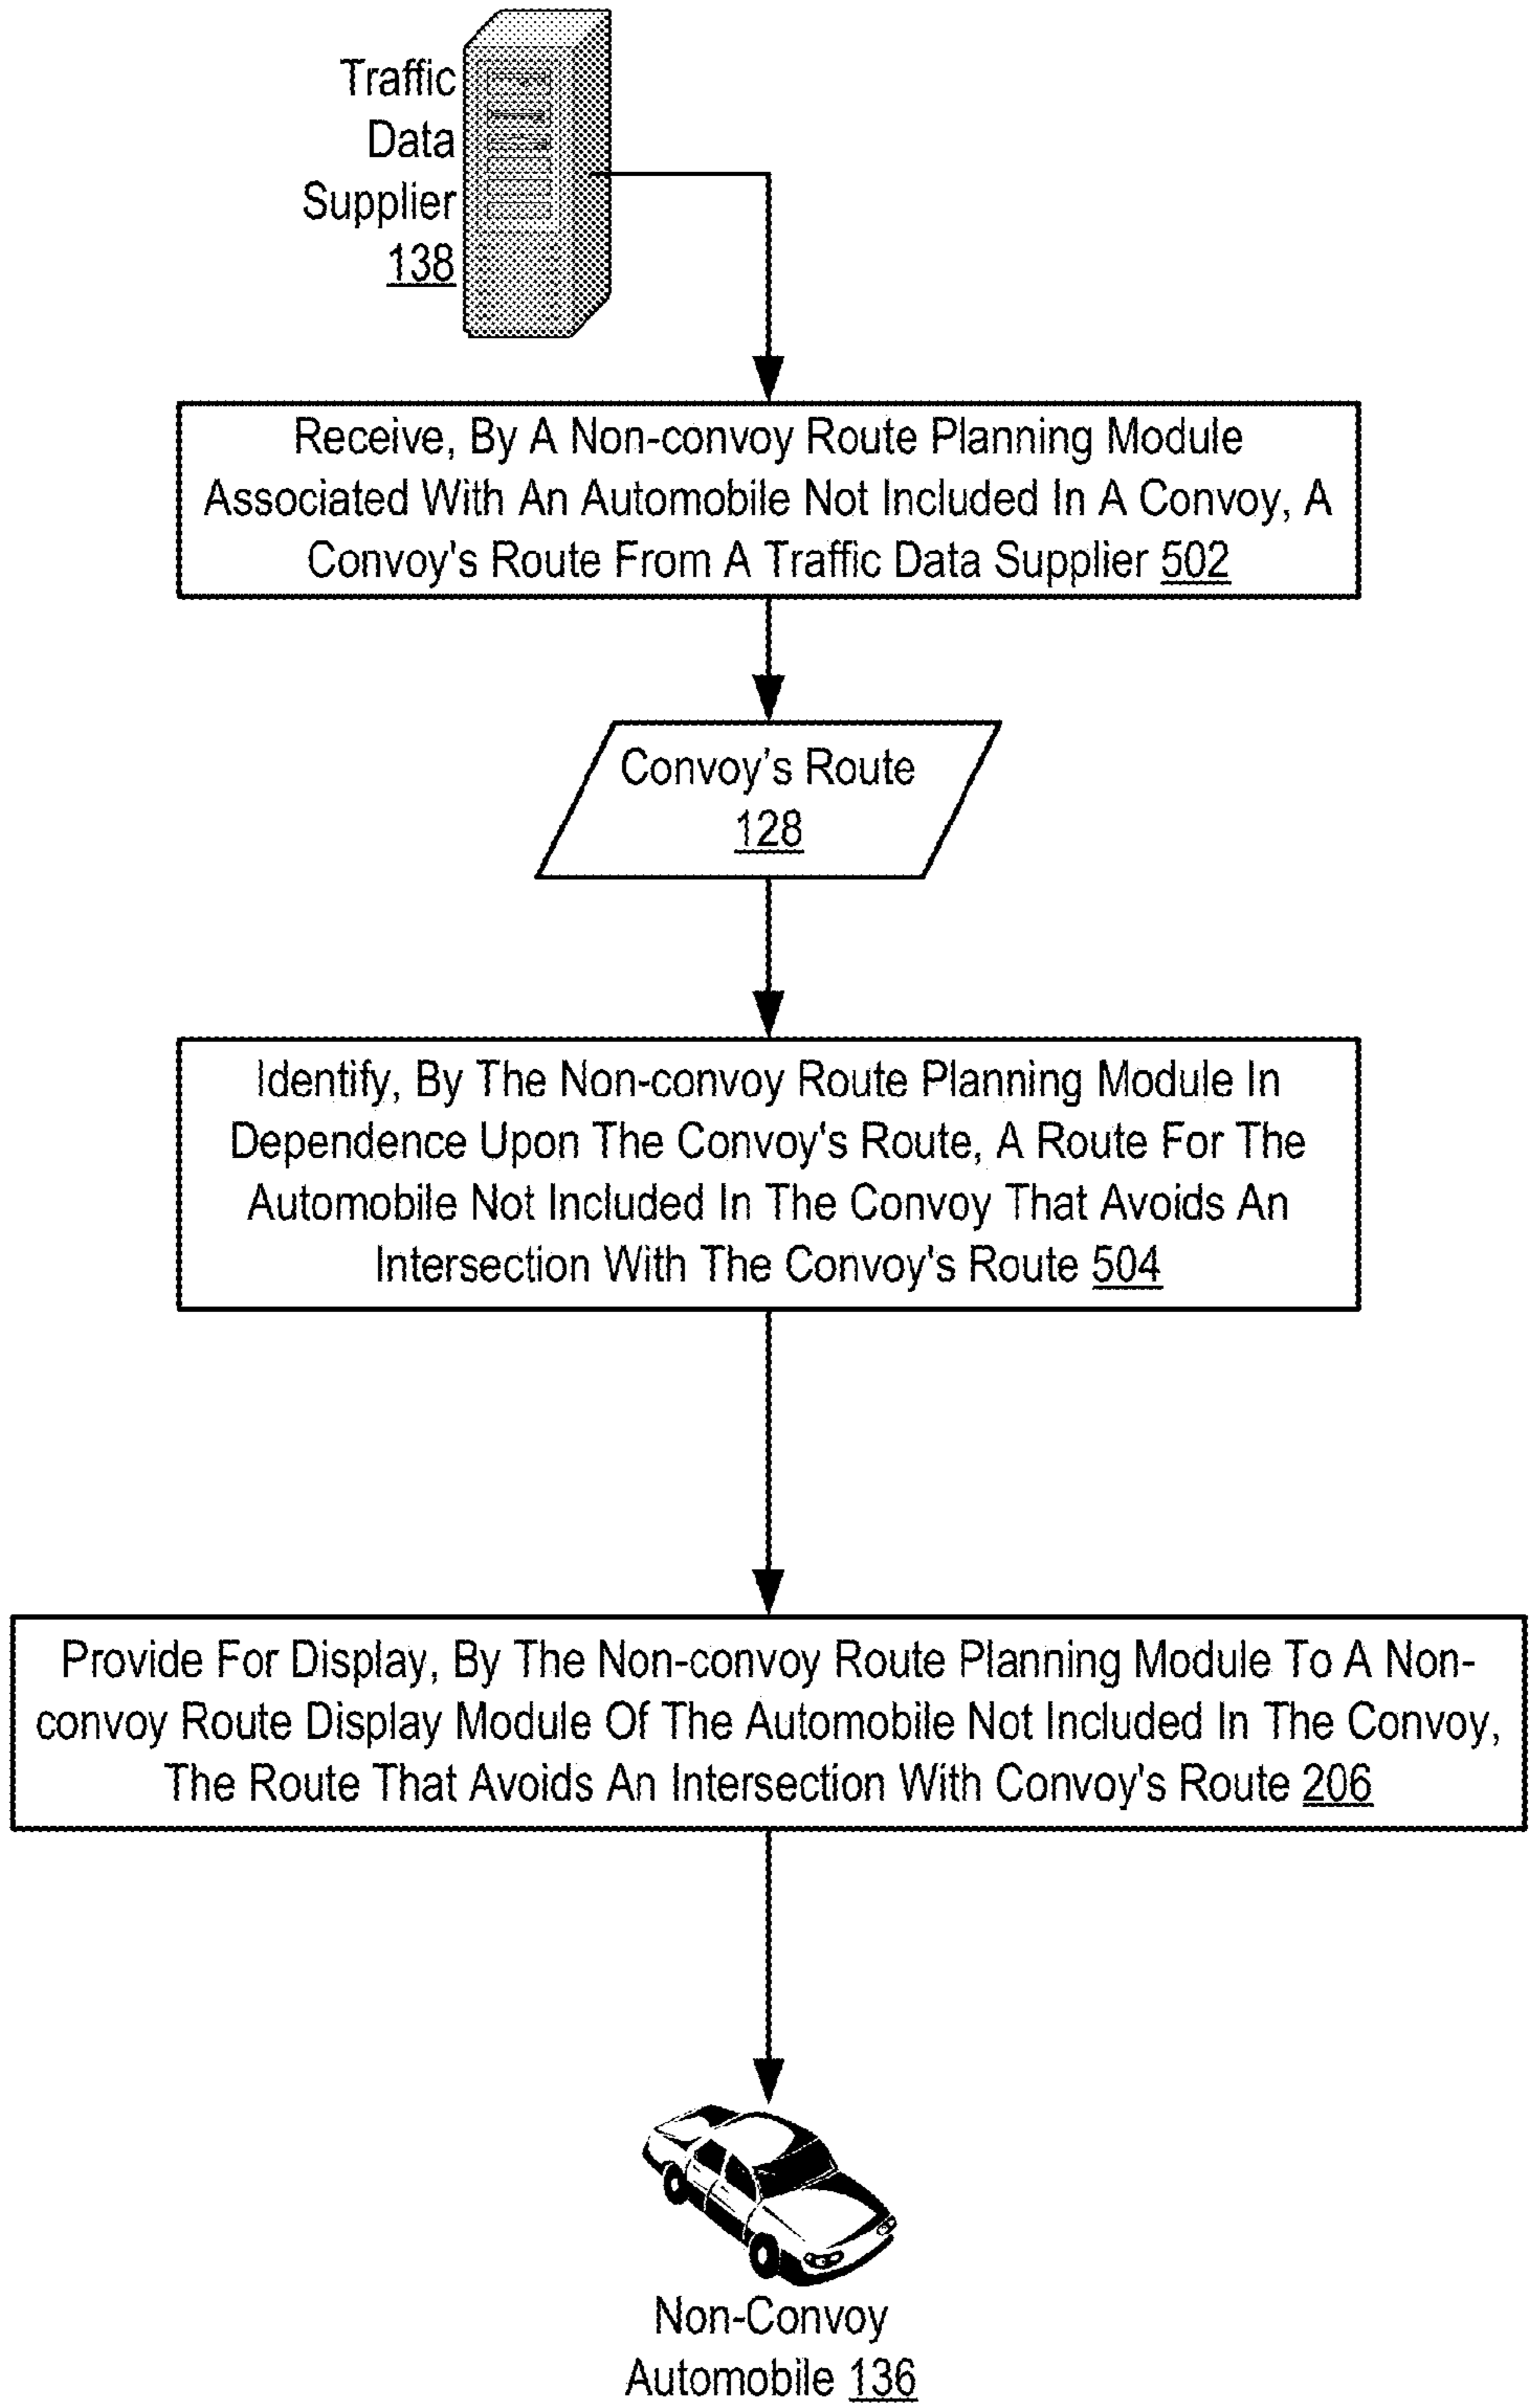 Traffic
Data
Supplier
138
Receive, By A Non-convoy Route Planning Module
Associated With An Automobile Not Included In A Convoy, A
Convoy's Route From A Traffic Data Supplier 502
Convoy's Route
128
Identify, By The Non-convoy Route Planning Module In
Dependence Upon The Convoy's Route, A Route For The
Automobile Not Included In The Convoy That Avoids An
Intersection With The Convoy's Route 504
Provide For Display, By The Non-convoy Route Planning Module To A Non-
convoy Route Display Module Of The Automobile Not Included In The Convoy,
The Route That Avoids An Intersection With Convoy's Route 206
Non-Convoy
Automobile 136